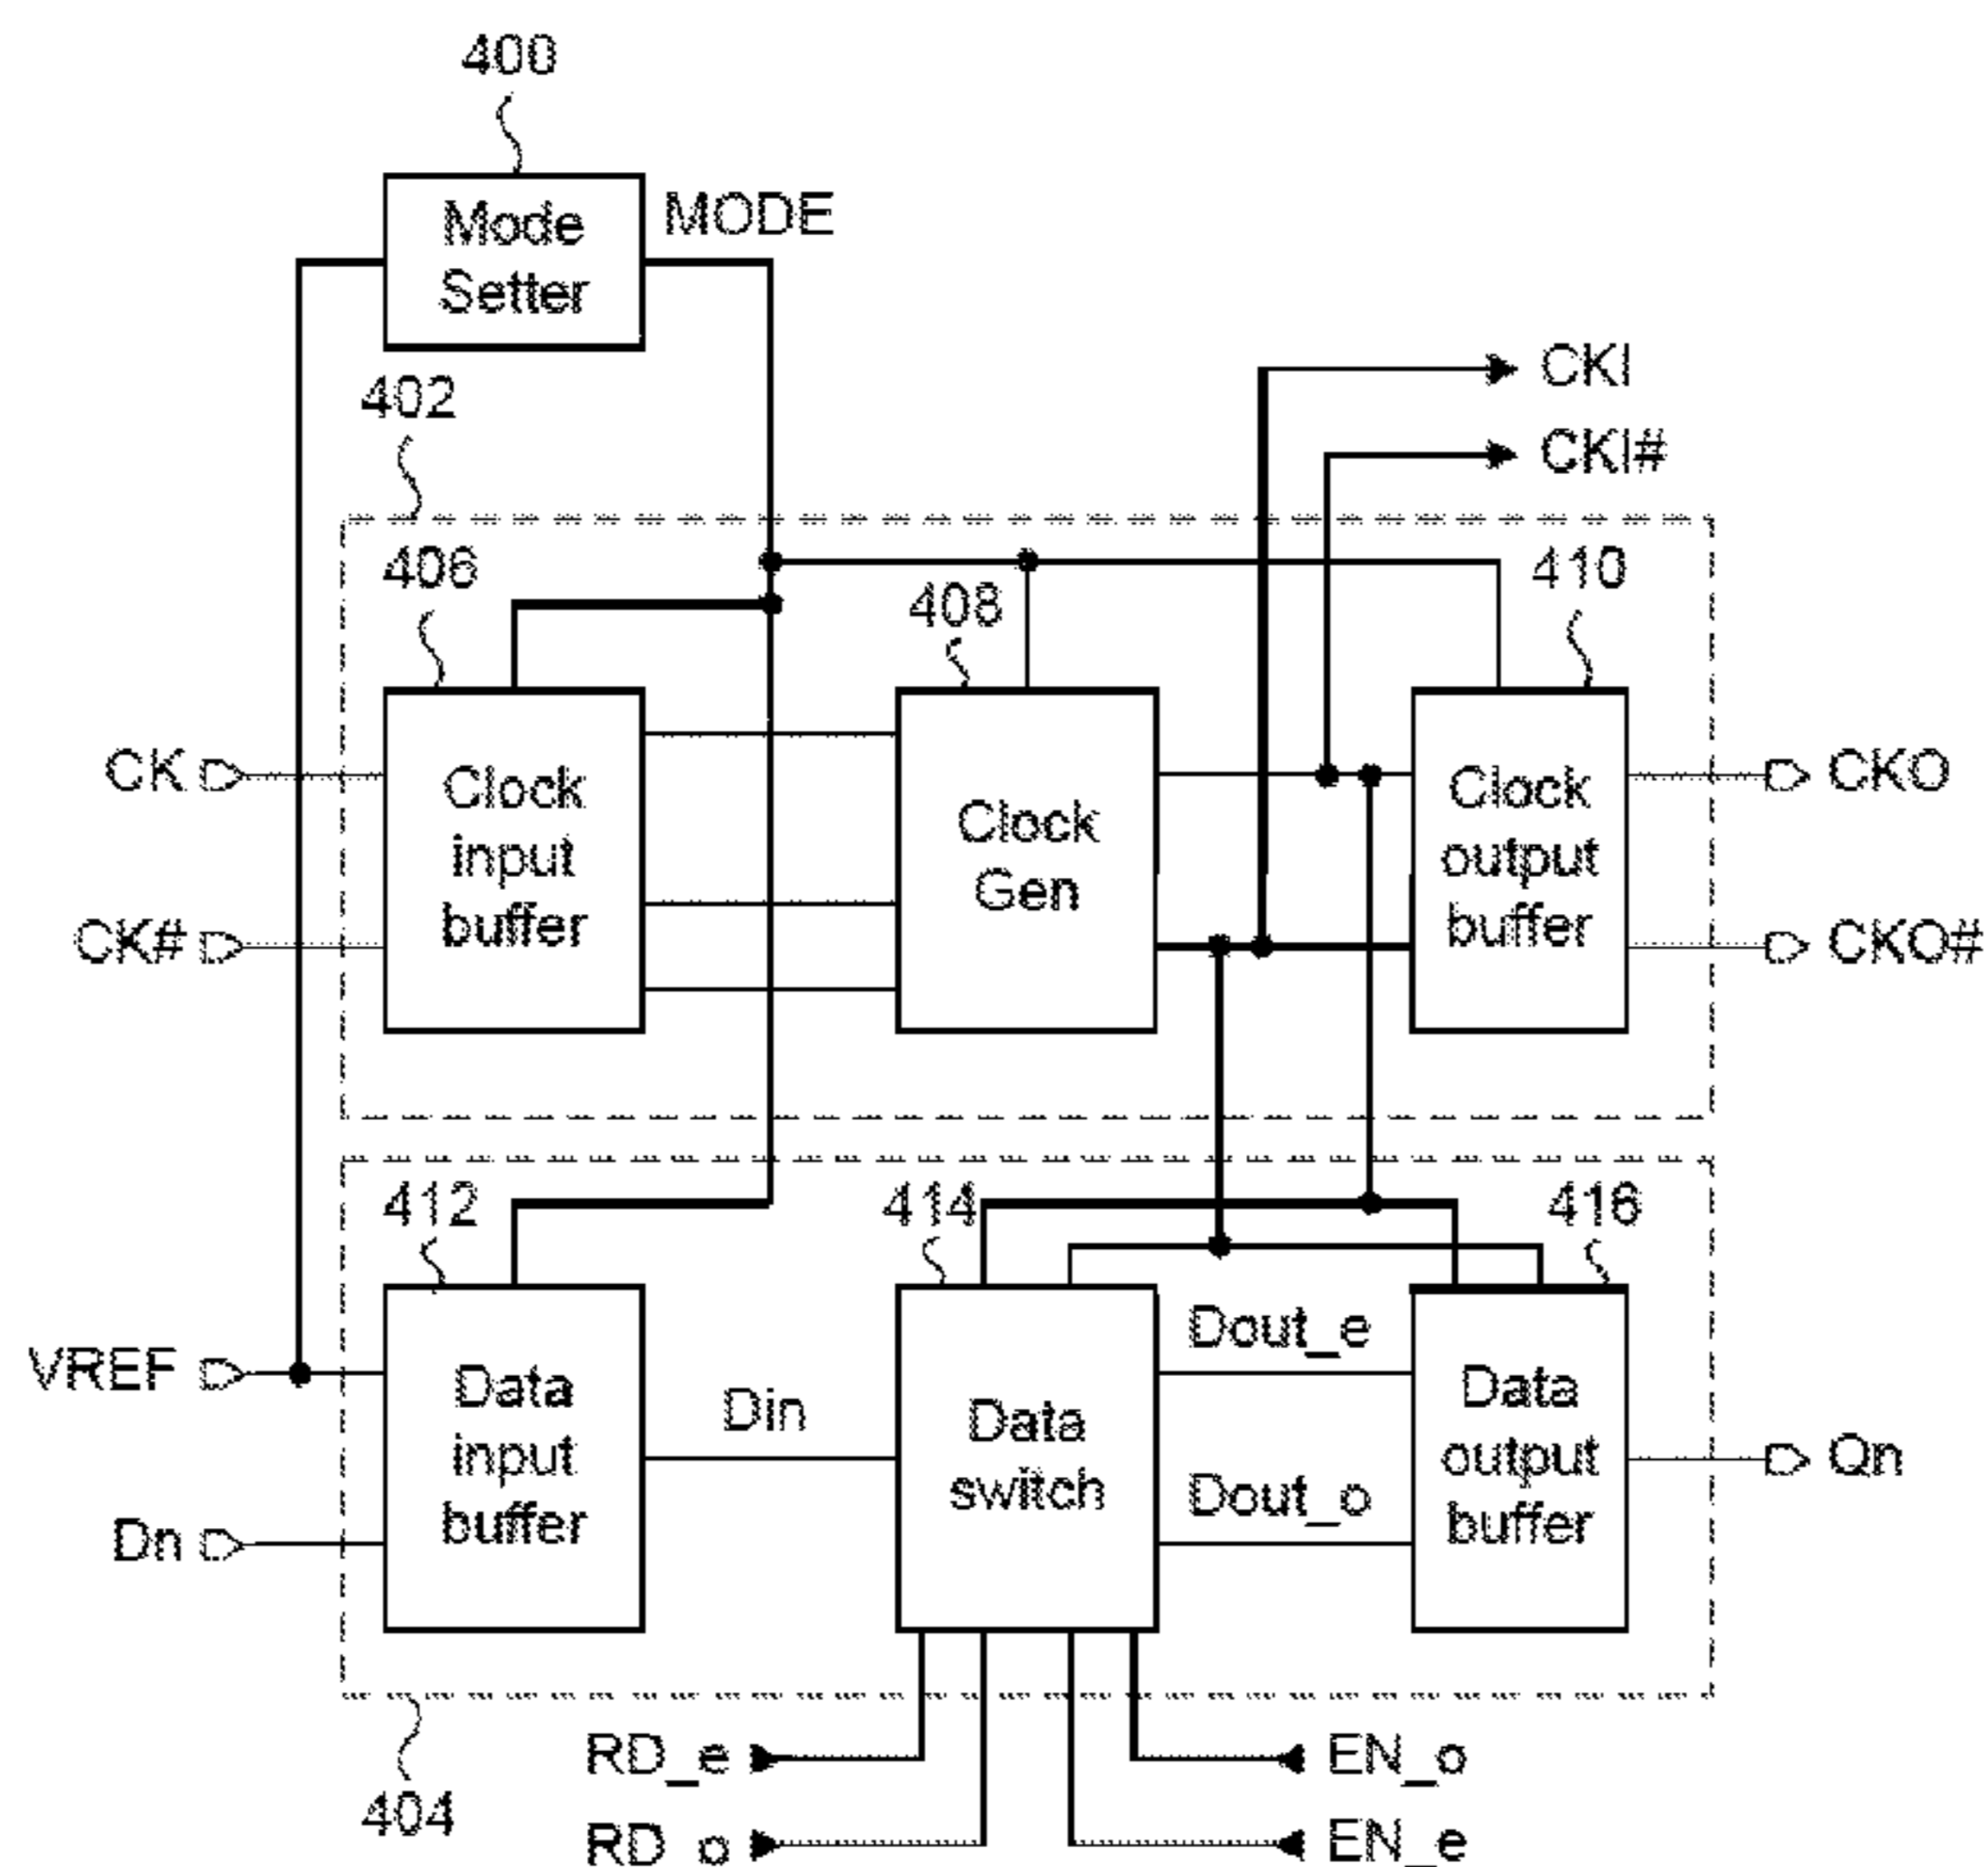 400
Mode
Setter
MODE
402
CKI
CKI#
406
408
410
CK
CK#
Clock
input
buffer
Clock
Gen
Clock
output
buffer
CKO
CKO#
412
414
416
VREF
Dn
Data
input
buffer
Din
Data
switch
Dout_e
Dout_o
Data
output
buffer
Qn
404
RD_e
RD_o
EN_o
EN_e